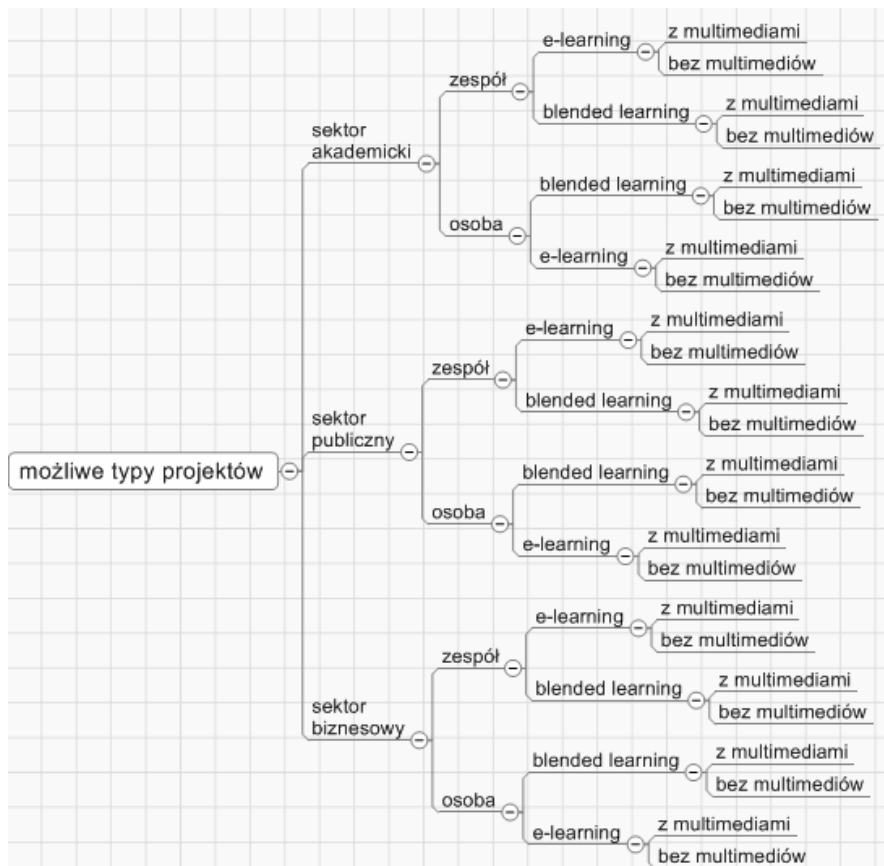 możliwe typy projektów
sektor
akademicki
zespół
e-learning
z multimediami
bez multimediów
blended learning
z multimediami
bez multimediów
osoba
blended learning
z multimediami
bez multimediów
e-learning
z multimediami
bez multimediów
sektor
publiczny
zespół
e-learning
z multimediami
bez multimediów
blended learning
z multimediami
bez multimediów
osoba
blended learning
z multimediami
bez multimediów
e-learning
z multimediami
bez multimediów
sektor
biznesowy
zespół
e-learning
z multimediami
bez multimediów
blended learning
z multimediami
bez multimediów
osoba
blended learning
z multimediami
bez multimediów
e-learning
z multimediami
bez multimediów